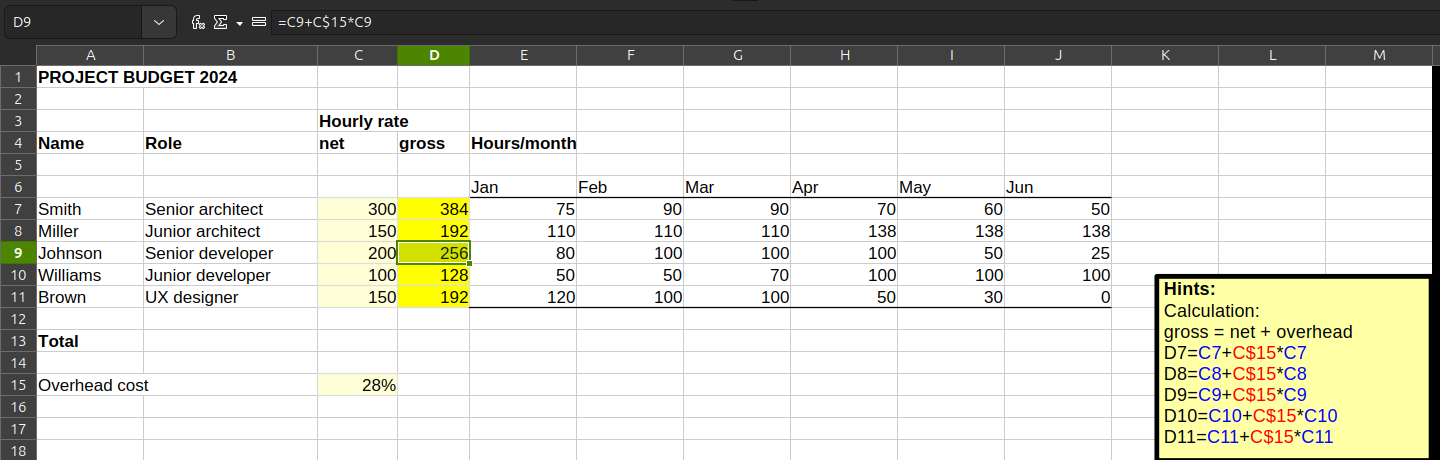 D9 fx Σ = =C9+C$15*C9
A B C D E F G H I J K L M
1 PROJECT BUDGET 2024
2
3 Hourly rate
4 Name Role net gross Hours/month
5
6 Jan Feb Mar Apr May Jun
7 Smith Senior architect 300 384 75 90 90 70 60 50
8 Miller Junior architect 150 192 110 110 110 138 138 138
9 Johnson Senior developer 200 256 80 100 100 100 50 25
10 Williams Junior developer 100 128 50 50 70 100 100 100
11 Brown UX designer 150 192 120 100 100 50 30 0
12
13 Total
14
15 Overhead cost 28%
16
17
18
Hints:
Calculation:
gross = net + overhead
D7=C7+C$15*C7
D8=C8+C$15*C8
D9=C9+C$15*C9
D10=C10+C$15*C10
D11=C11+C$15*C11